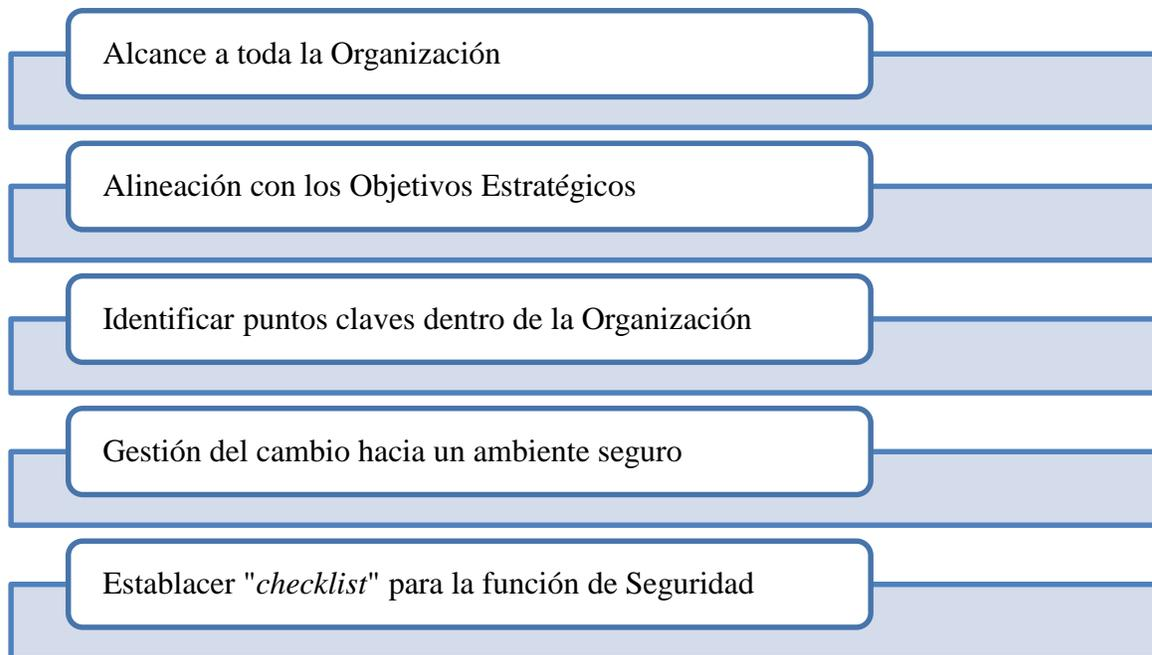 Alcance a toda la Organización
Alineación con los Objetivos Estratégicos
Identificar puntos claves dentro de la Organización
Gestión del cambio hacia un ambiente seguro
Establacer "checklist" para la función de Seguridad